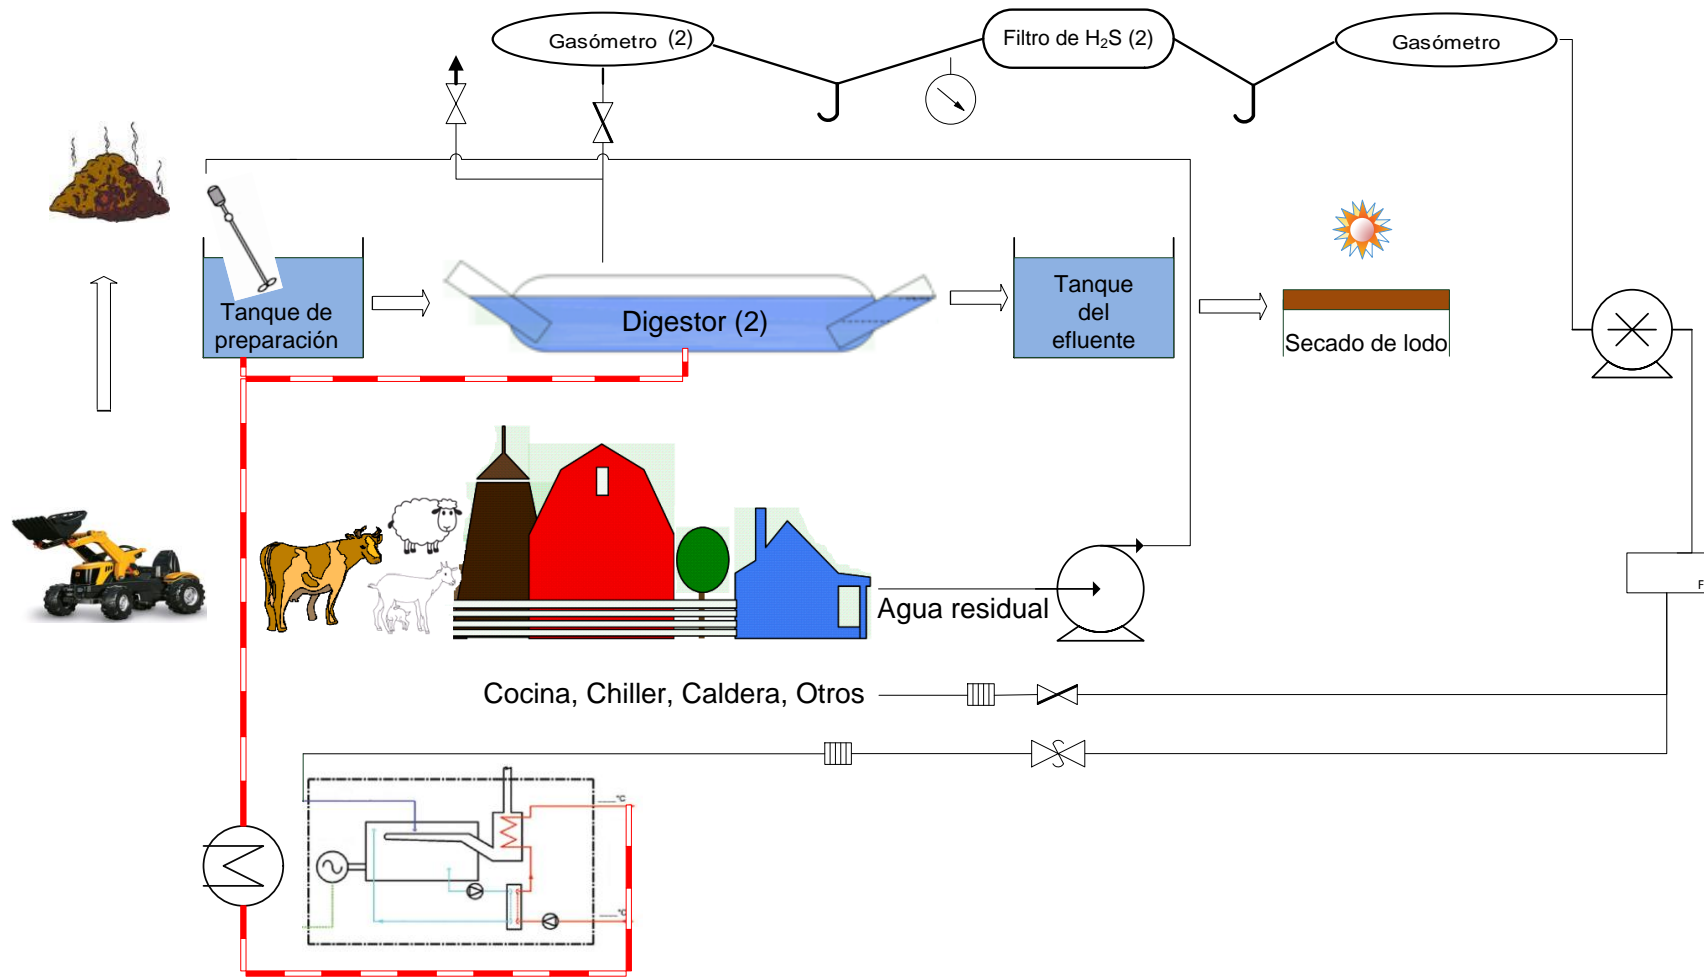 Gasómetro (2)
Filtro de H₂S (2)
Gasómetro
Tanque de
preparación
Digestor (2)
Tanque
del
efluente
Secado de lodo
F
Agua residual
Cocina, Chiller, Caldera, Otros
°C
°C